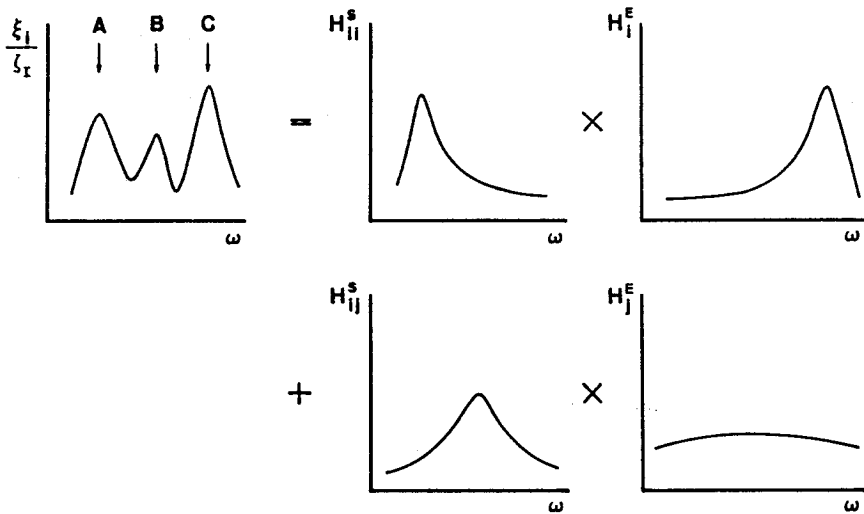 ξi/ζI A B C
ω
=
H^S_ii
ω
×
H^E_i
ω
+
H^S_ij
ω
×
H^E_j
ω